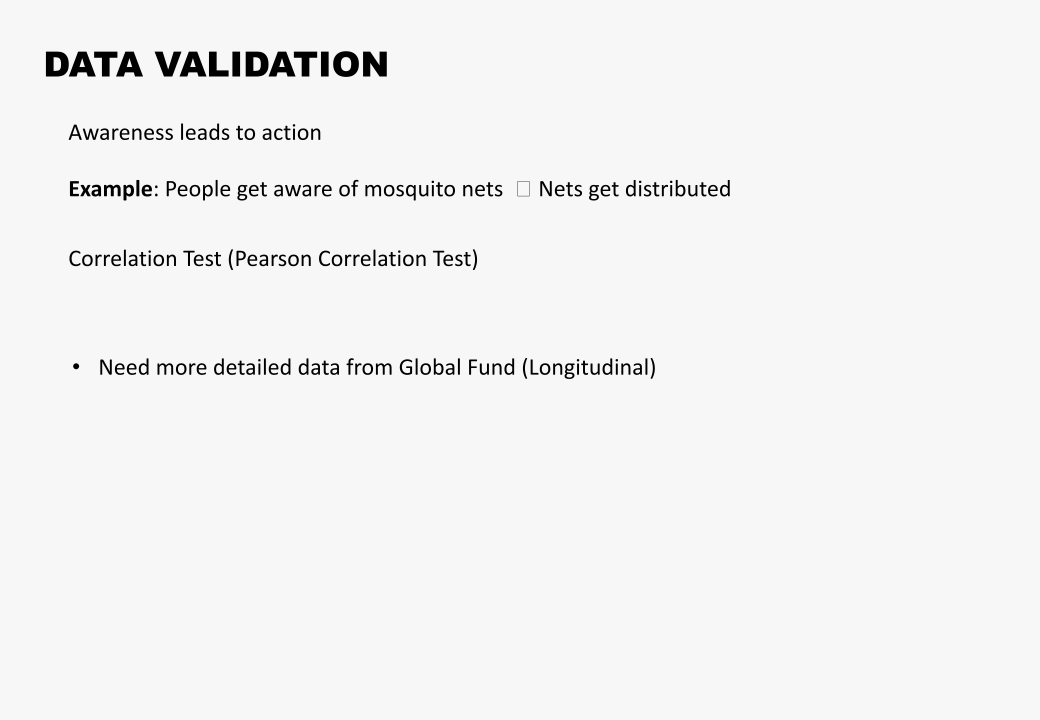 DATA VALIDATION
Awareness leads to action
Example: People get aware of mosquito nets □ Nets get distributed
Correlation Test (Pearson Correlation Test)
• Need more detailed data from Global Fund (Longitudinal)